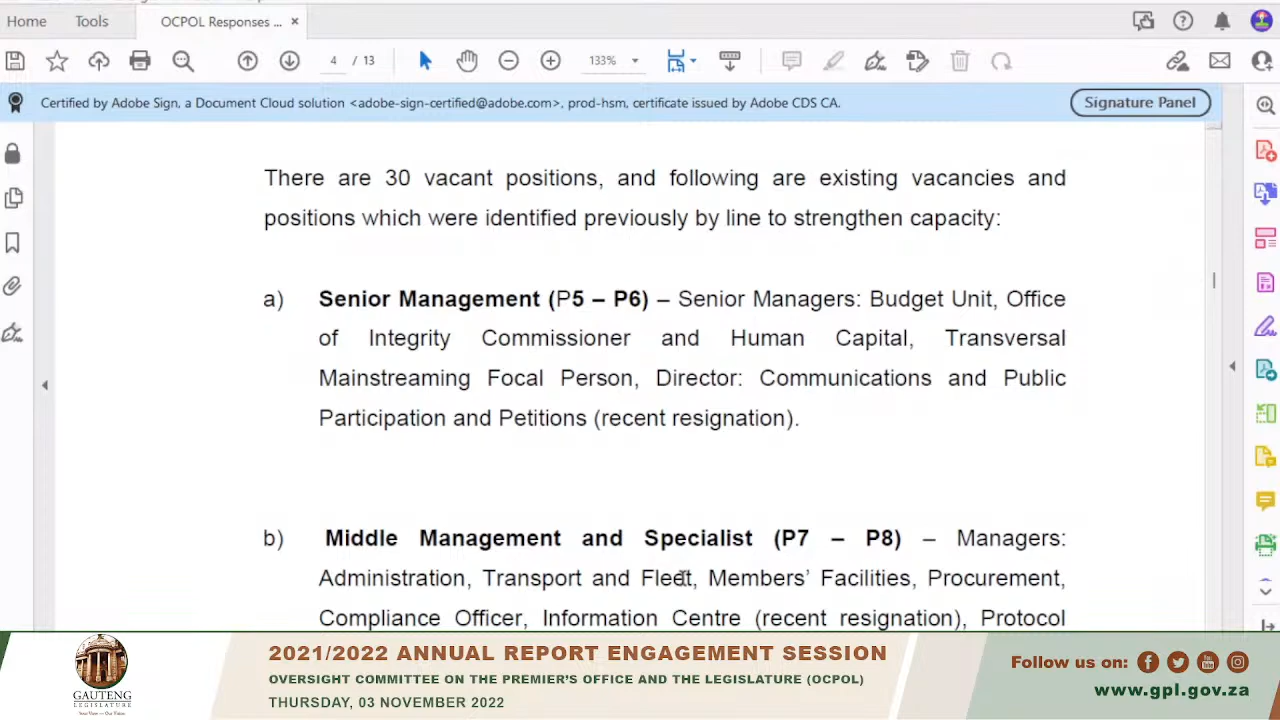 Home Tools OCPOL Responses ... ×
4 / 13 133%
Certified by Adobe Sign, a Document Cloud solution <adobe-sign-certified@adobe.com>, prod-hsm, certificate issued by Adobe CDS CA.
Signature Panel
There are 30 vacant positions, and following are existing vacancies and
positions which were identified previously by line to strengthen capacity:
a) Senior Management (P5 – P6) – Senior Managers: Budget Unit, Office
of Integrity Commissioner and Human Capital, Transversal
Mainstreaming Focal Person, Director: Communications and Public
Participation and Petitions (recent resignation).
b) Middle Management and Specialist (P7 – P8) – Managers:
Administration, Transport and Fleet, Members' Facilities, Procurement,
Compliance Officer, Information Centre (recent resignation), Protocol
GAUTENG
LEGISLATURE
Your View – Our Future
2021/2022 ANNUAL REPORT ENGAGEMENT SESSION
OVERSIGHT COMMITTEE ON THE PREMIER'S OFFICE AND THE LEGISLATURE (OCPOL)
THURSDAY, 03 NOVEMBER 2022
Follow us on:
www.gpl.gov.za